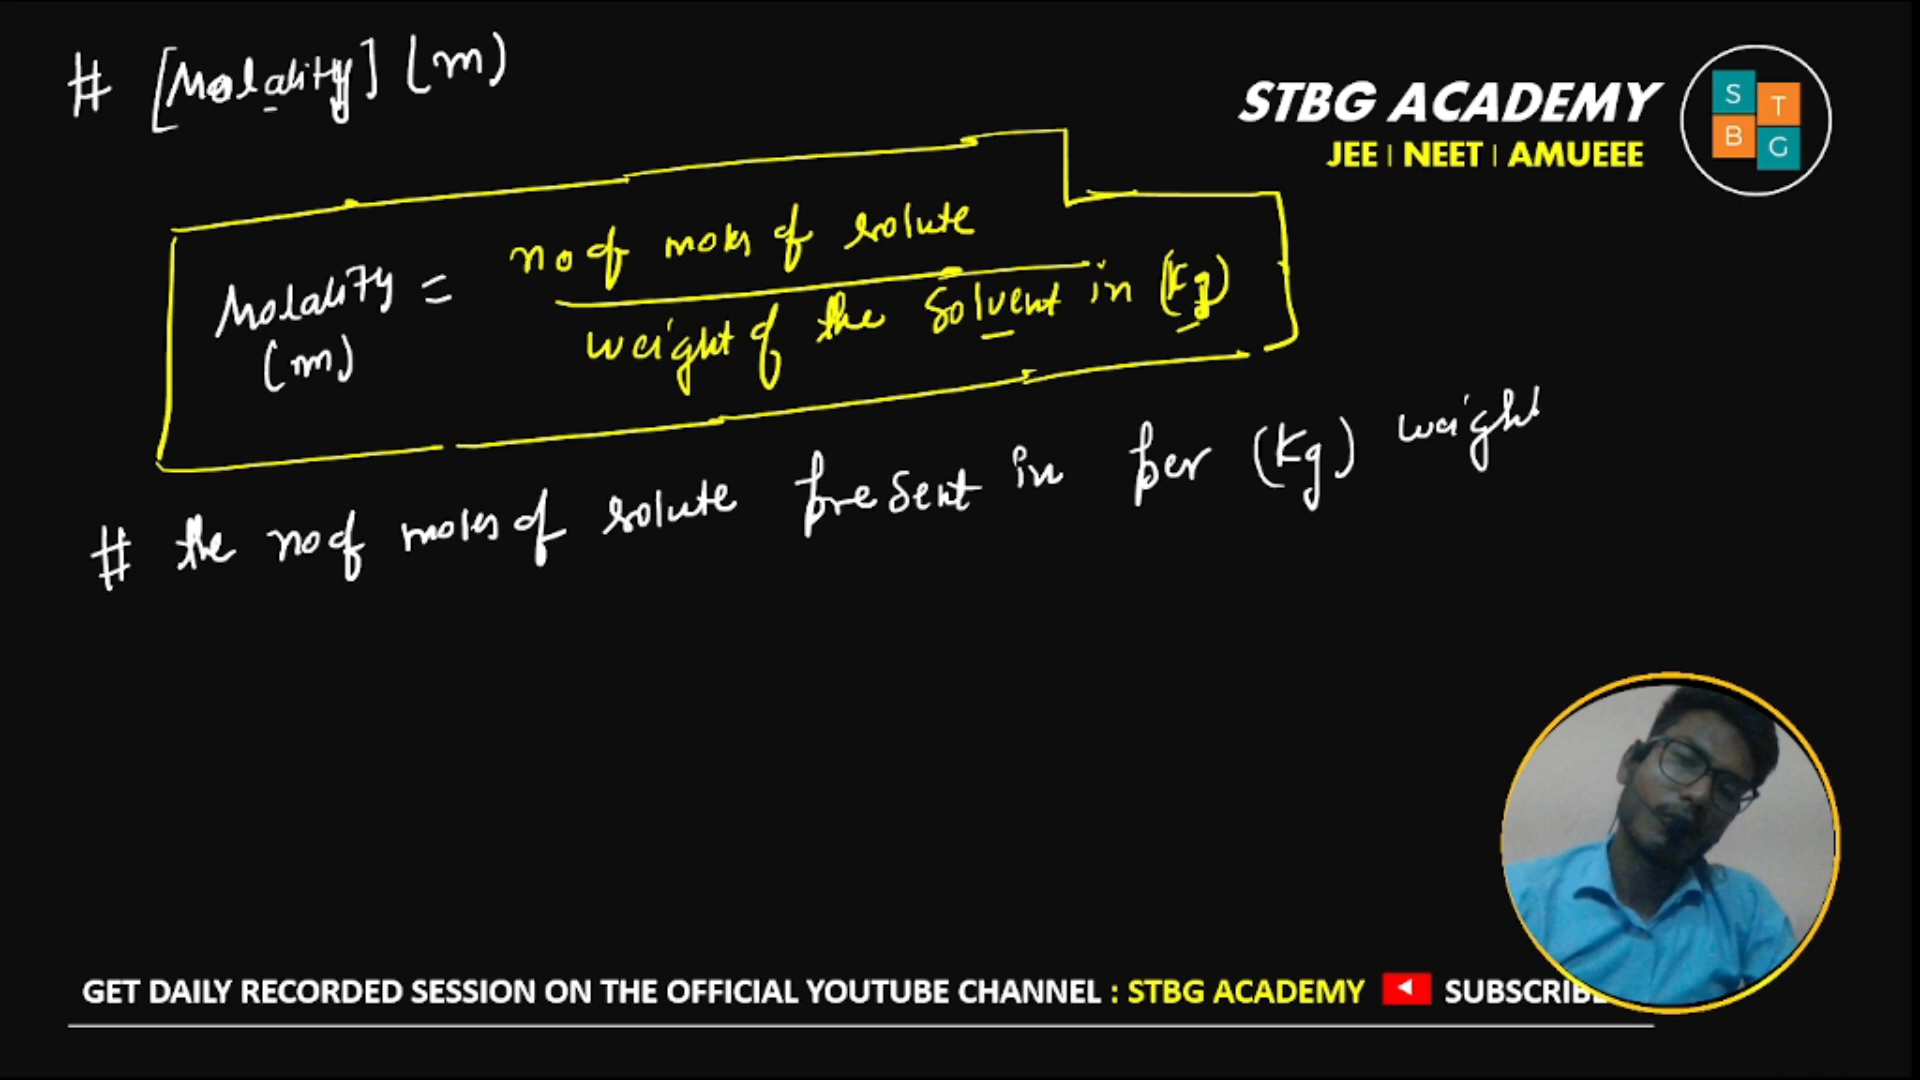 # [Molality] (m)
STBG ACADEMY
JEE | NEET | AMUEEE
S T
B G
Molality = no of moles of solute
(m) weight of the solvent in (kg)
# the no of moles of solute present in per (kg) weight
GET DAILY RECORDED SESSION ON THE OFFICIAL YOUTUBE CHANNEL : STBG ACADEMY SUBSCRIBE